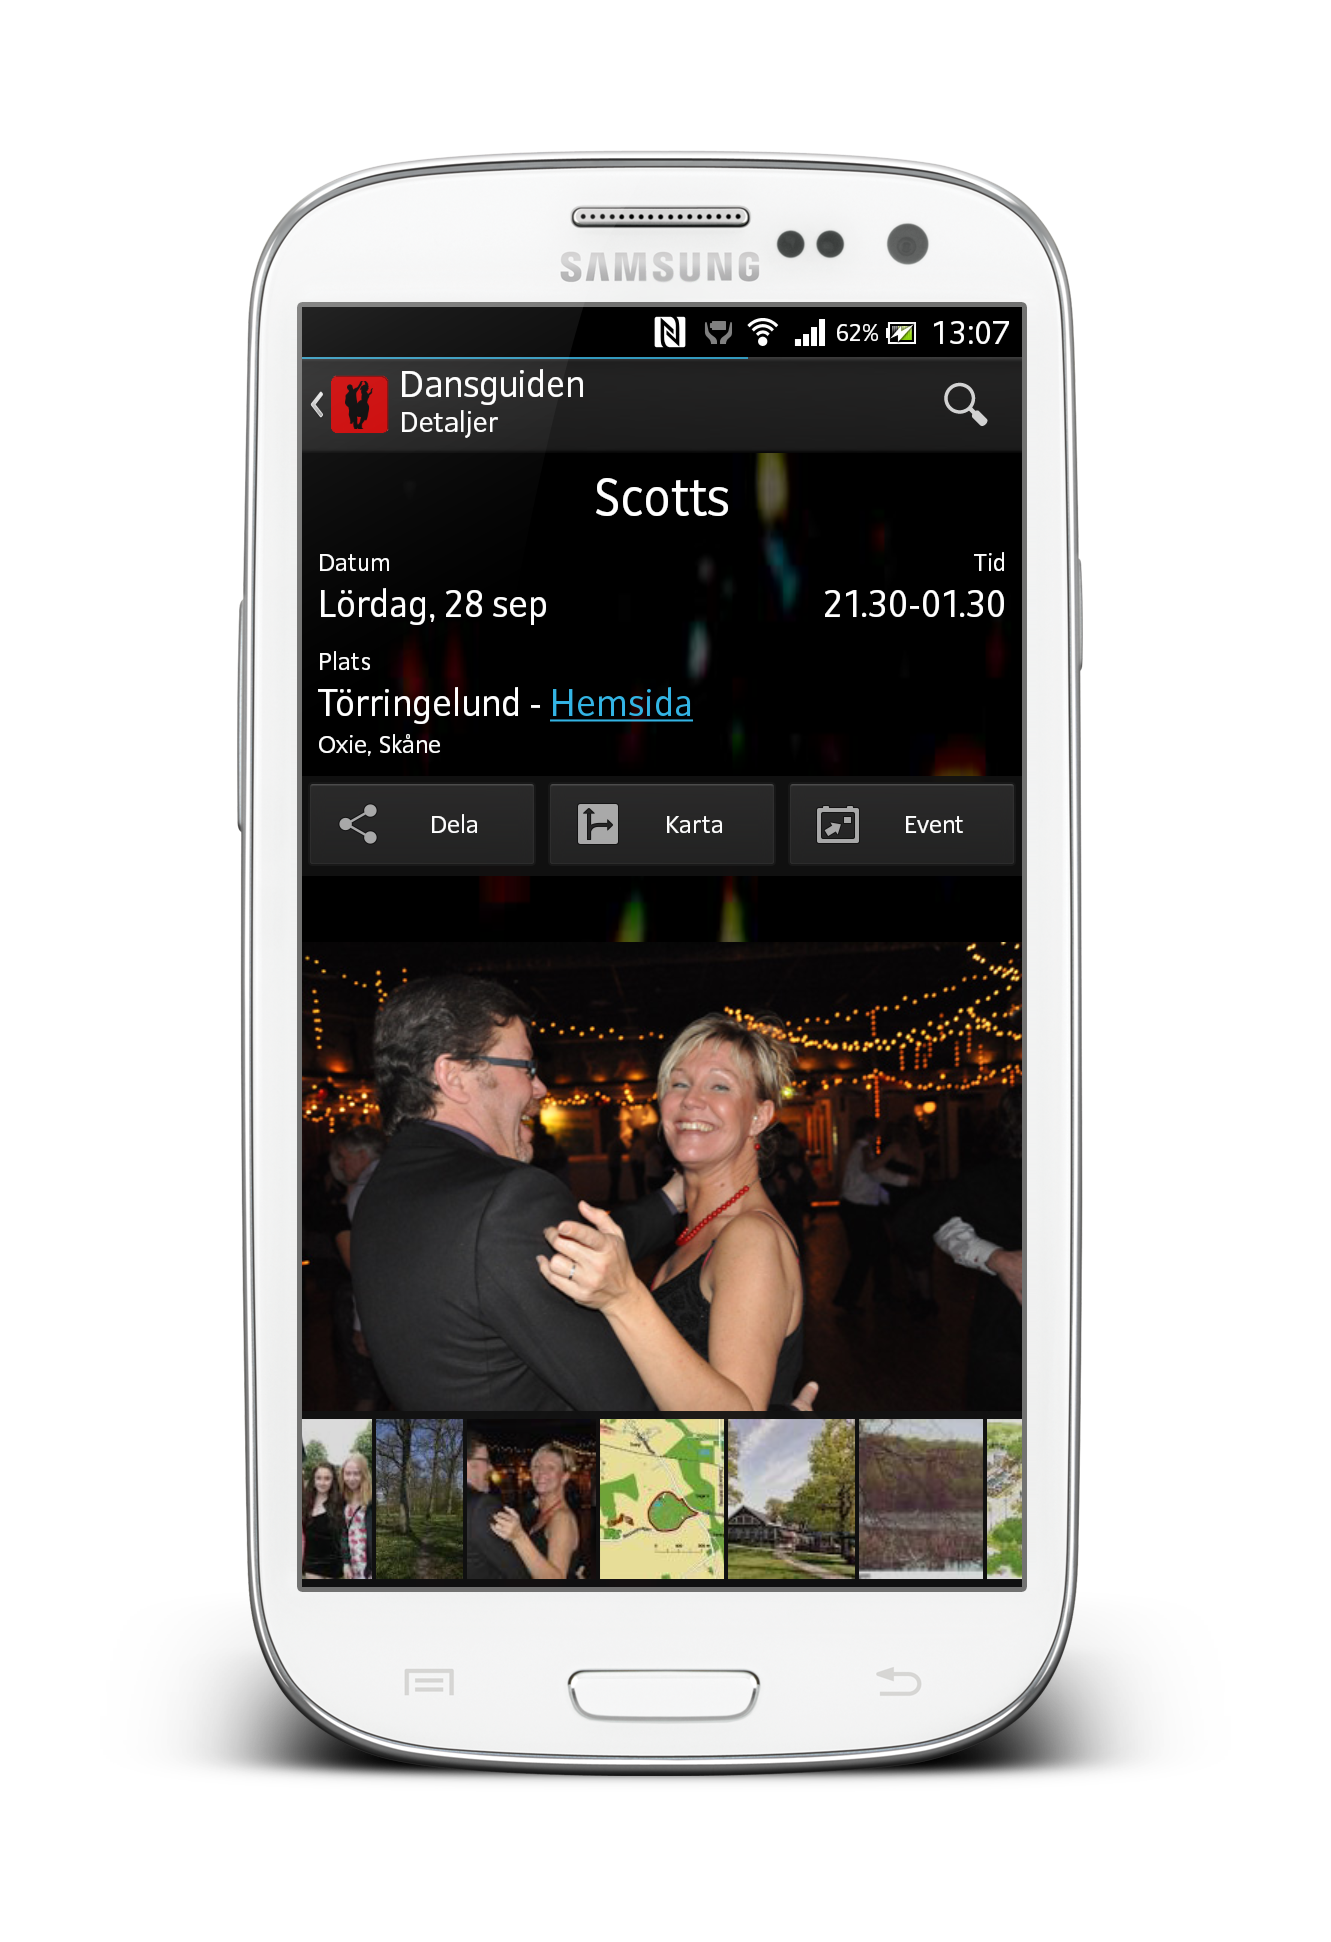 SAMSUNG
62% 13:07
Dansguiden
Detaljer
Scotts
Datum Tid
Lördag, 28 sep 21.30-01.30
Plats
Törringelund - Hemsida
Oxie, Skåne
Dela Karta Event